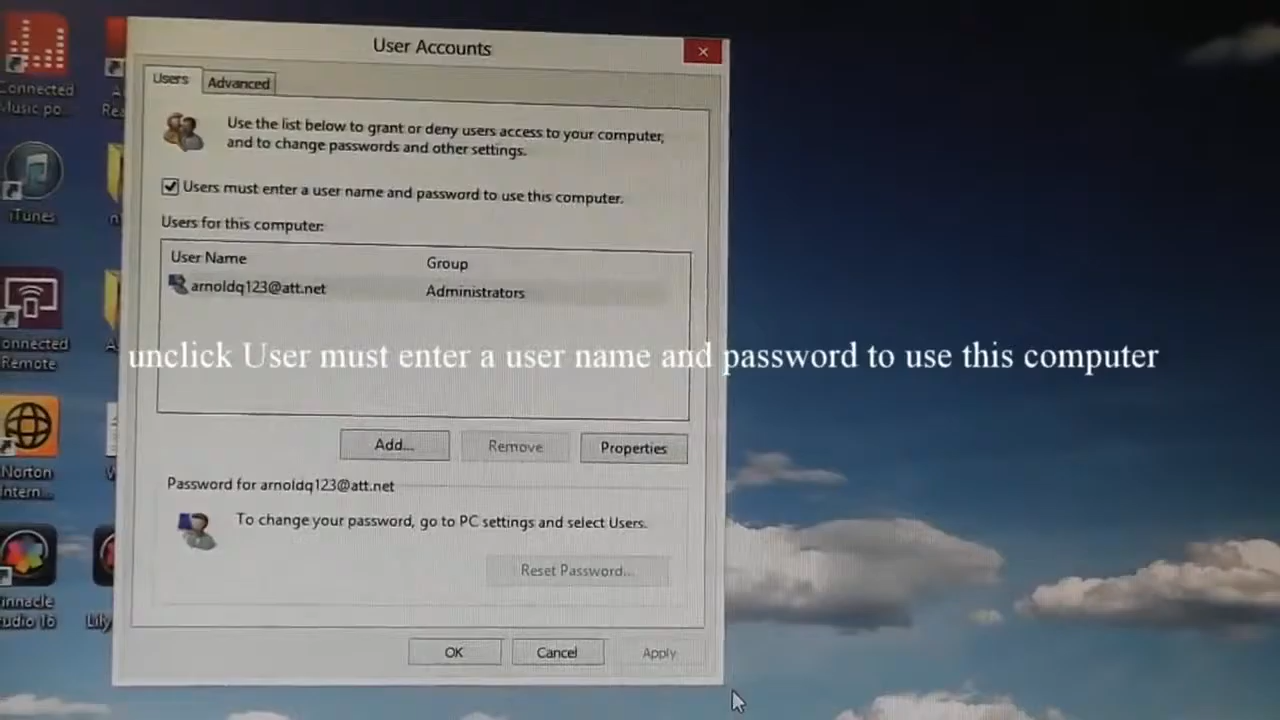 User Accounts
Users
Advanced
Use the list below to grant or deny users access to your computer,
and to change passwords and other settings.
Users must enter a user name and password to use this computer.
Users for this computer:
User Name
Group
arnoldq123@att.net
Administrators
unclick User must enter a user name and password to use this computer
Add...
Remove
Properties
Password for arnoldq123@att.net
To change your password, go to PC settings and select Users.
Reset Password...
OK
Cancel
Apply
Connected
Music po...
iTunes
Connected
Remote
Norton
Intern...